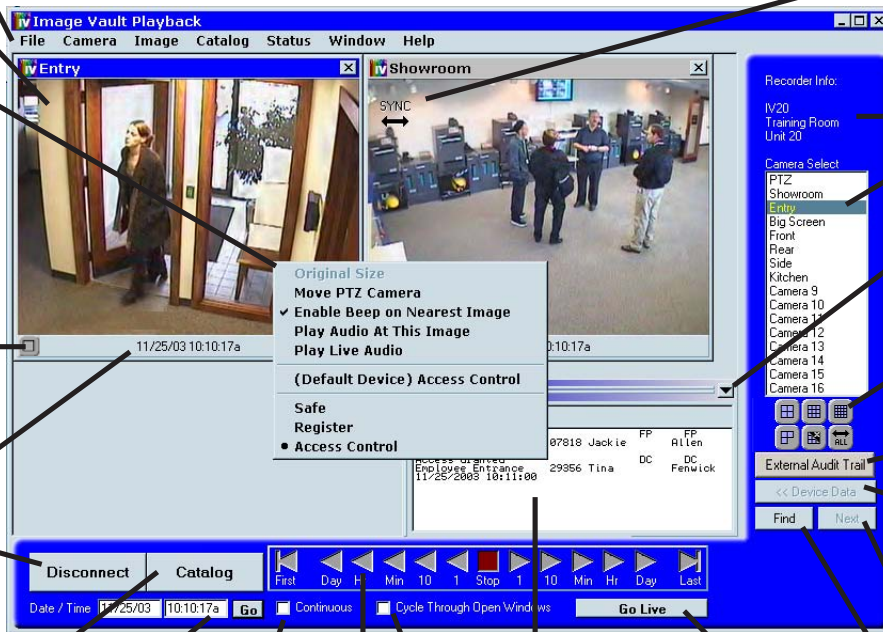 Image Vault Playback
File Camera Image Catalog Status Window Help
Entry
Showroom
SYNC
11/25/03 10:10:17a
0:10:17a
Original Size
Move PTZ Camera
Enable Beep on Nearest Image
Play Audio At This Image
Play Live Audio
(Default Device) Access Control
Safe
Register
Access Control
FP FP
07818 Jackie Allen
Access Granted DC DC
Employee Entrance 29356 Tina Fenwick
11/25/2003 10:11:00
Recorder Info:
IV20
Training Room
Unit 20
Camera Select
PTZ
Showroom
Entry
Big Screen
Front
Rear
Side
Kitchen
Camera 9
Camera 10
Camera 11
Camera 12
Camera 13
Camera 14
Camera 15
Camera 16
ALL
External Audit Trail
<< Device Data
Find Next
Disconnect Catalog
First Day Hr Min 10 1 Stop 1 10 Min Hr Day Last
Date / Time 11/25/03 10:10:17a Go Continuous Cycle Through Open Windows Go Live